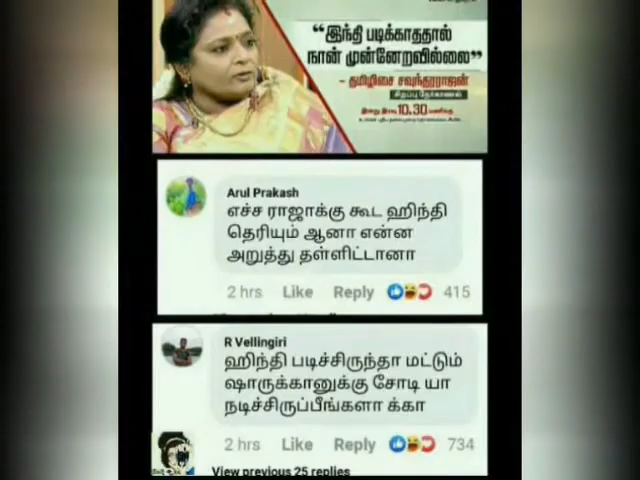 “இந்தி படிக்காததால்
நான் முன்னேறவில்லை”
- தமிழிசை சவுந்தரராஜன்
சிறப்பு நேர்காணல்
இன்று இரவு 10.30 மணிக்கு
Arul Prakash
எச்ச ராஜாக்கு கூட ஹிந்தி
தெரியும் ஆனா என்ன
அறுத்து தள்ளிட்டானா
2 hrs Like Reply 415
R Vellingiri
ஹிந்தி படிச்சிருந்தா மட்டும்
ஷாருக்கானுக்கு சோடி யா
நடிச்சிருப்பீங்களா க்கா
2 hrs Like Reply 734
View previous 25 replies